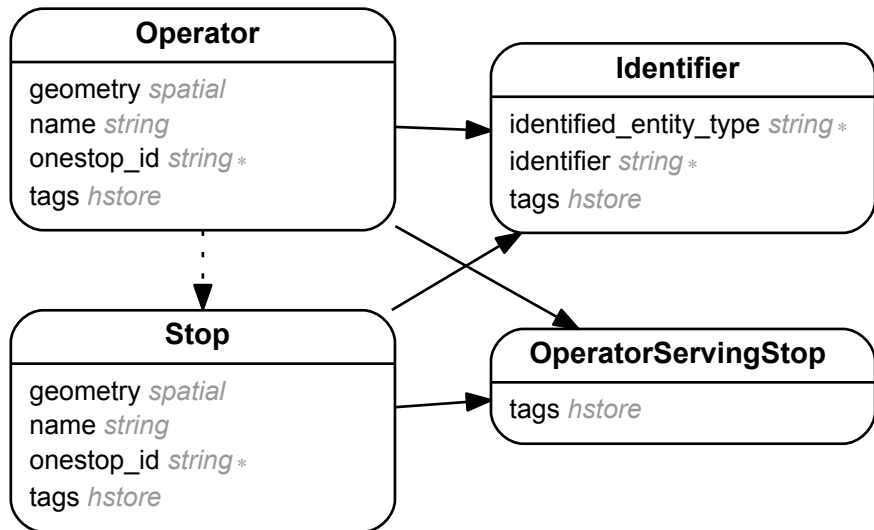 Operator
geometry spatial
name string
onestop_id string *
tags hstore
Identifier
identified_entity_type string *
identifier string *
tags hstore
Stop
geometry spatial
name string
onestop_id string *
tags hstore
OperatorServingStop
tags hstore